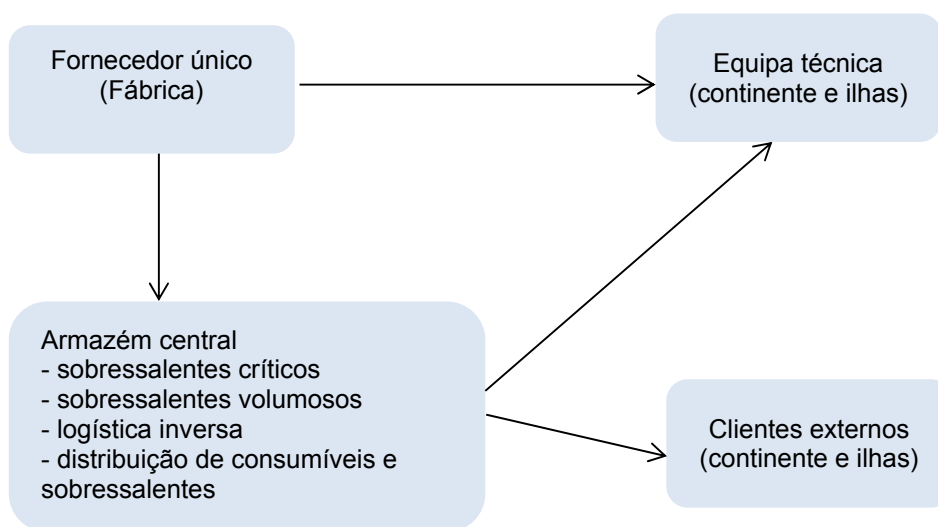 Fornecedor único
(Fábrica)
Equipa técnica
(continente e ilhas)
Armazém central
- sobressalentes críticos
- sobressalentes volumosos
- logística inversa
- distribuição de consumíveis e
sobressalentes
Clientes externos
(continente e ilhas)